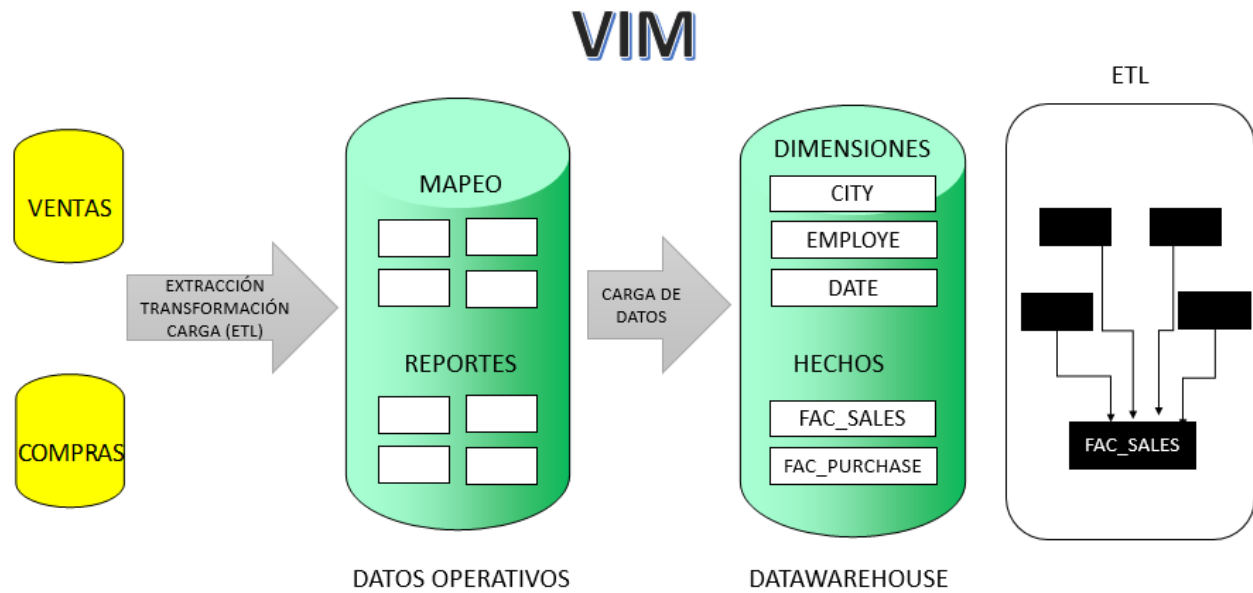 VIM
VENTAS
COMPRAS
EXTRACCIÓN
TRANSFORMACIÓN
CARGA (ETL)
MAPEO
REPORTES
DATOS OPERATIVOS
CARGA DE
DATOS
DIMENSIONES
CITY
EMPLOYE
DATE
HECHOS
FAC_SALES
FAC_PURCHASE
DATAWAREHOUSE
ETL
FAC_SALES